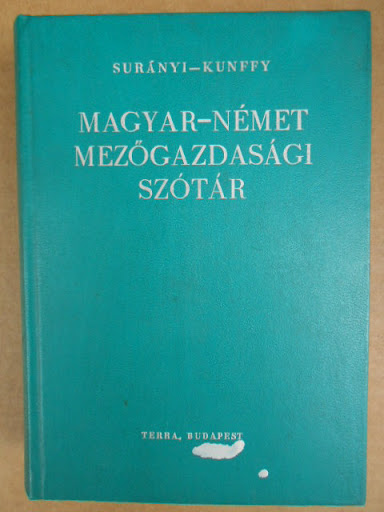 SURÁNYI–KUNFFY
MAGYAR–NÉMET
MEZŐGAZDASÁGI
SZÓTÁR
TERRA, BUDAPEST